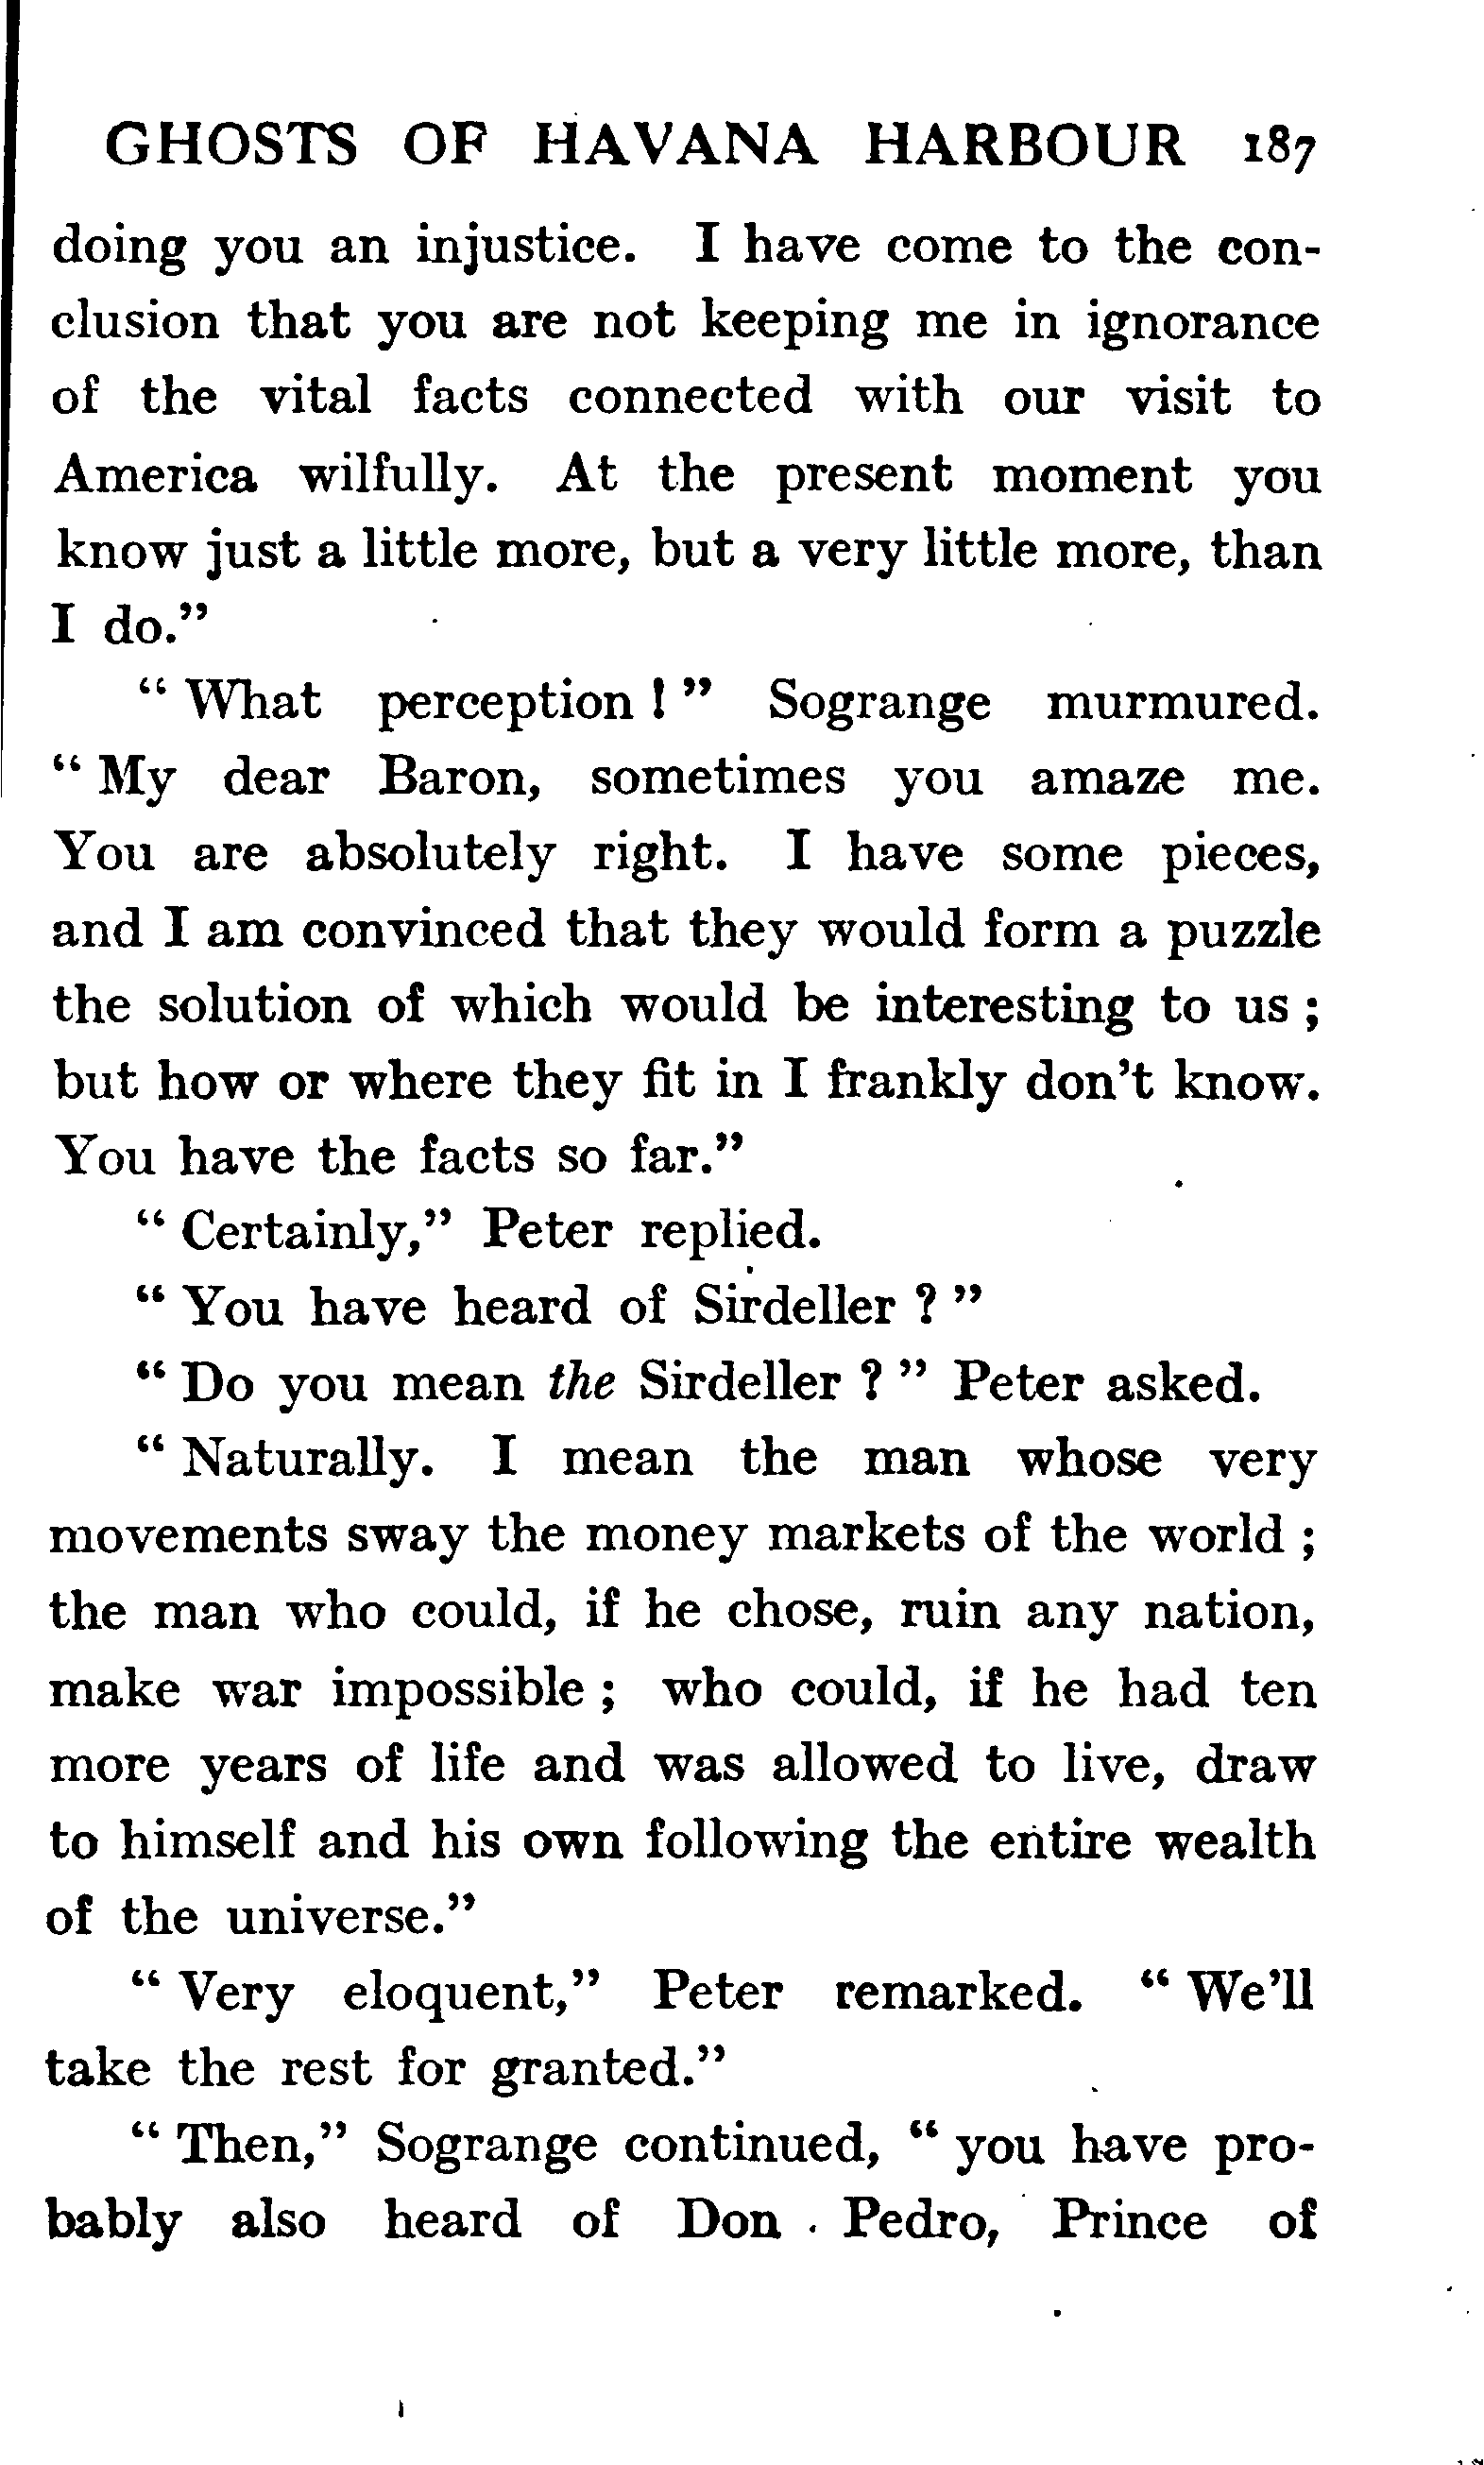 GHOSTS OF HAVANA HARBOUR 187
doing you an injustice. I have come to the con-
clusion that you are not keeping me in ignorance
of the vital facts connected with our visit to
America wilfully. At the present moment you
know just a little more, but a very little more, than
I do.”
“ What perception ! ” Sogrange murmured.
“ My dear Baron, sometimes you amaze me.
You are absolutely right. I have some pieces,
and I am convinced that they would form a puzzle
the solution of which would be interesting to us ;
but how or where they fit in I frankly don’t know.
You have the facts so far.”
“ Certainly,” Peter replied.
“ You have heard of Sirdeller ? ”
“ Do you mean the Sirdeller ? ” Peter asked.
“ Naturally. I mean the man whose very
movements sway the money markets of the world ;
the man who could, if he chose, ruin any nation,
make war impossible ; who could, if he had ten
more years of life and was allowed to live, draw
to himself and his own following the entire wealth
of the universe.”
“ Very eloquent,” Peter remarked. “ We’ll
take the rest for granted.”
“ Then,” Sogrange continued, “ you have pro-
bably also heard of Don Pedro, Prince of